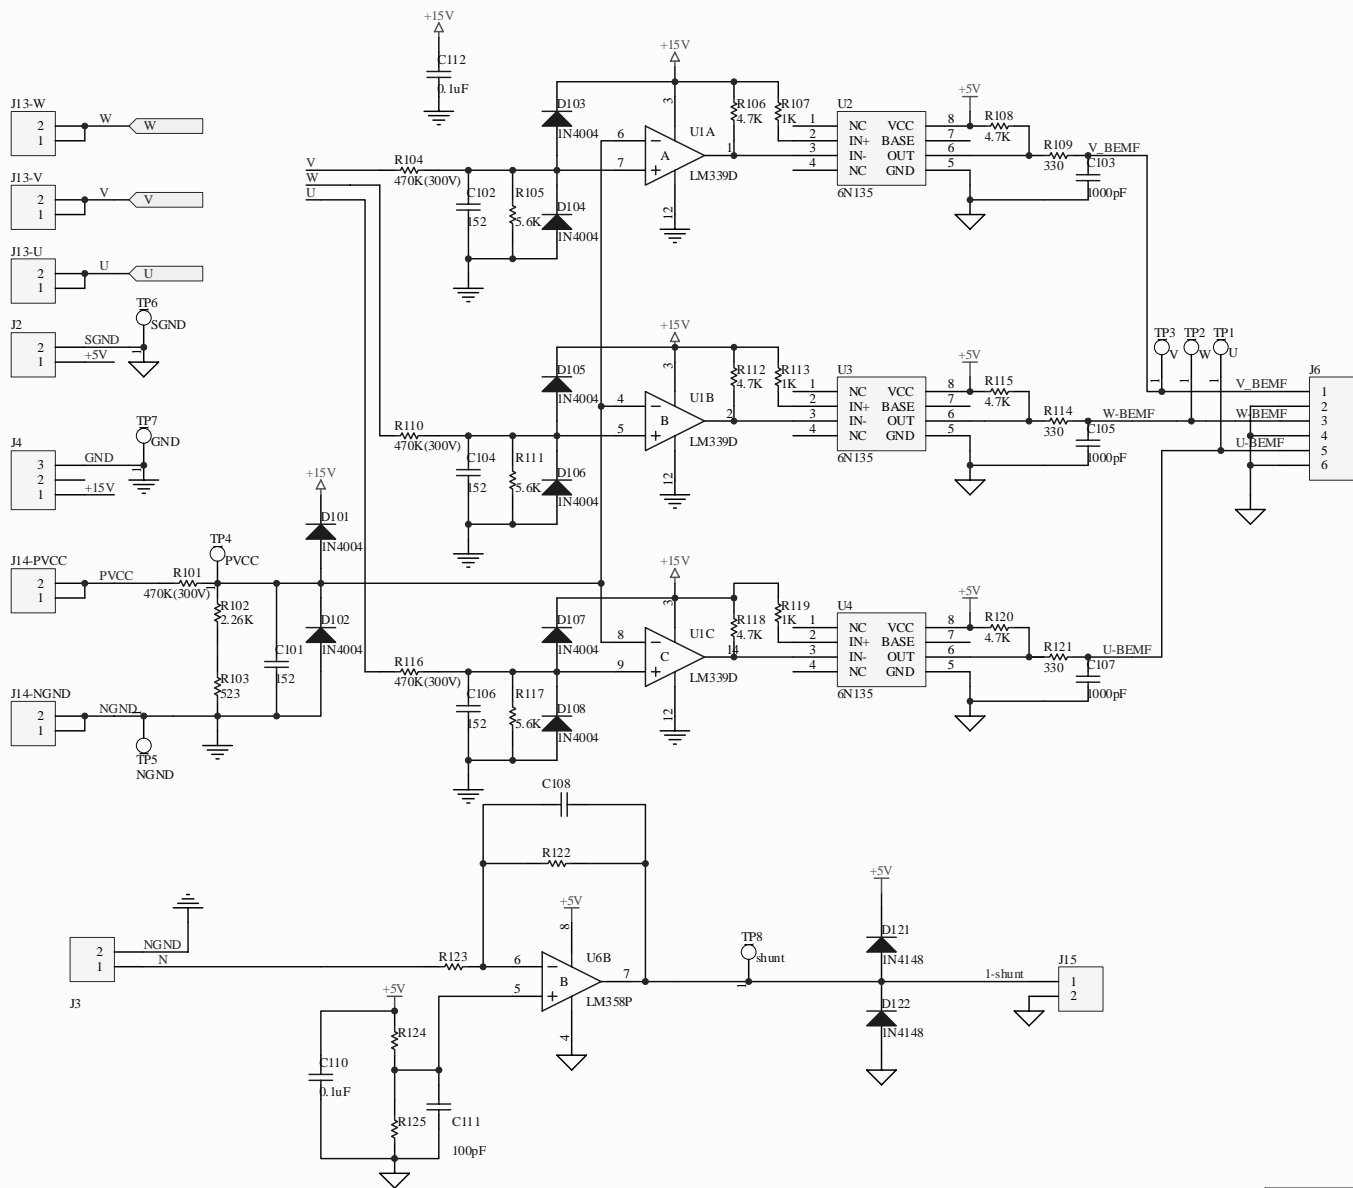 +15V
C112
0.1uF
J13-W
2
1
W
W
J13-V
2
1
V
V
J13-U
2
1
U
U
TP6
SGND
1
J2
2
1
SGND
+5V
TP7
GND
1
J4
3
2
1
GND
+15V
J14-PVCC
2
1
PVCC
R101
470K(300V)
TP4
PVCC
1
R102
2.26K
R103
523
C101
152
+15V
D101
1N4004
D102
1N4004
J14-NGND
2
1
NGND
1
TP5
NGND
V
W
U
R104
470K(300V)
C102
152
R105
5.6K
D103
1N4004
D104
1N4004
+15V
3
6
7
A
U1A
1
LM339D
12
R106
4.7K
R107
1K
U2
1
2
3
4
NC
IN+
IN-
NC
VCC
BASE
OUT
GND
8
7
6
5
6N135
+5V
R108
4.7K
R109
330
V_BEMF
C103
1000pF
R110
470K(300V)
C104
152
R111
5.6K
D105
1N4004
D106
1N4004
+15V
3
4
5
B
U1B
2
LM339D
12
R112
4.7K
R113
1K
U3
1
2
3
4
NC
IN+
IN-
NC
VCC
BASE
OUT
GND
8
7
6
5
6N135
+5V
R115
4.7K
R114
330
W-BEMF
C105
1000pF
TP3
V
1
TP2
W
1
TP1
U
1
J6
V_BEMF
W-BEMF
U-BEMF
1
2
3
4
5
6
R116
470K(300V)
C106
152
R117
5.6K
D107
1N4004
D108
1N4004
+15V
3
8
9
C
U1C
14
LM339D
12
R118
4.7K
R119
1K
U4
1
2
3
4
NC
IN+
IN-
NC
VCC
BASE
OUT
GND
8
7
6
5
6N135
+5V
R120
4.7K
R121
330
U-BEMF
C107
1000pF
C108
R122
J3
2
1
NGND
N
R123
+5V
8
6
5
B
U6B
7
LM358P
4
+5V
R124
R125
C110
0.1uF
C111
100pF
TP8
shunt
1
+5V
D121
1N4148
D122
1N4148
1-shunt
J15
1
2